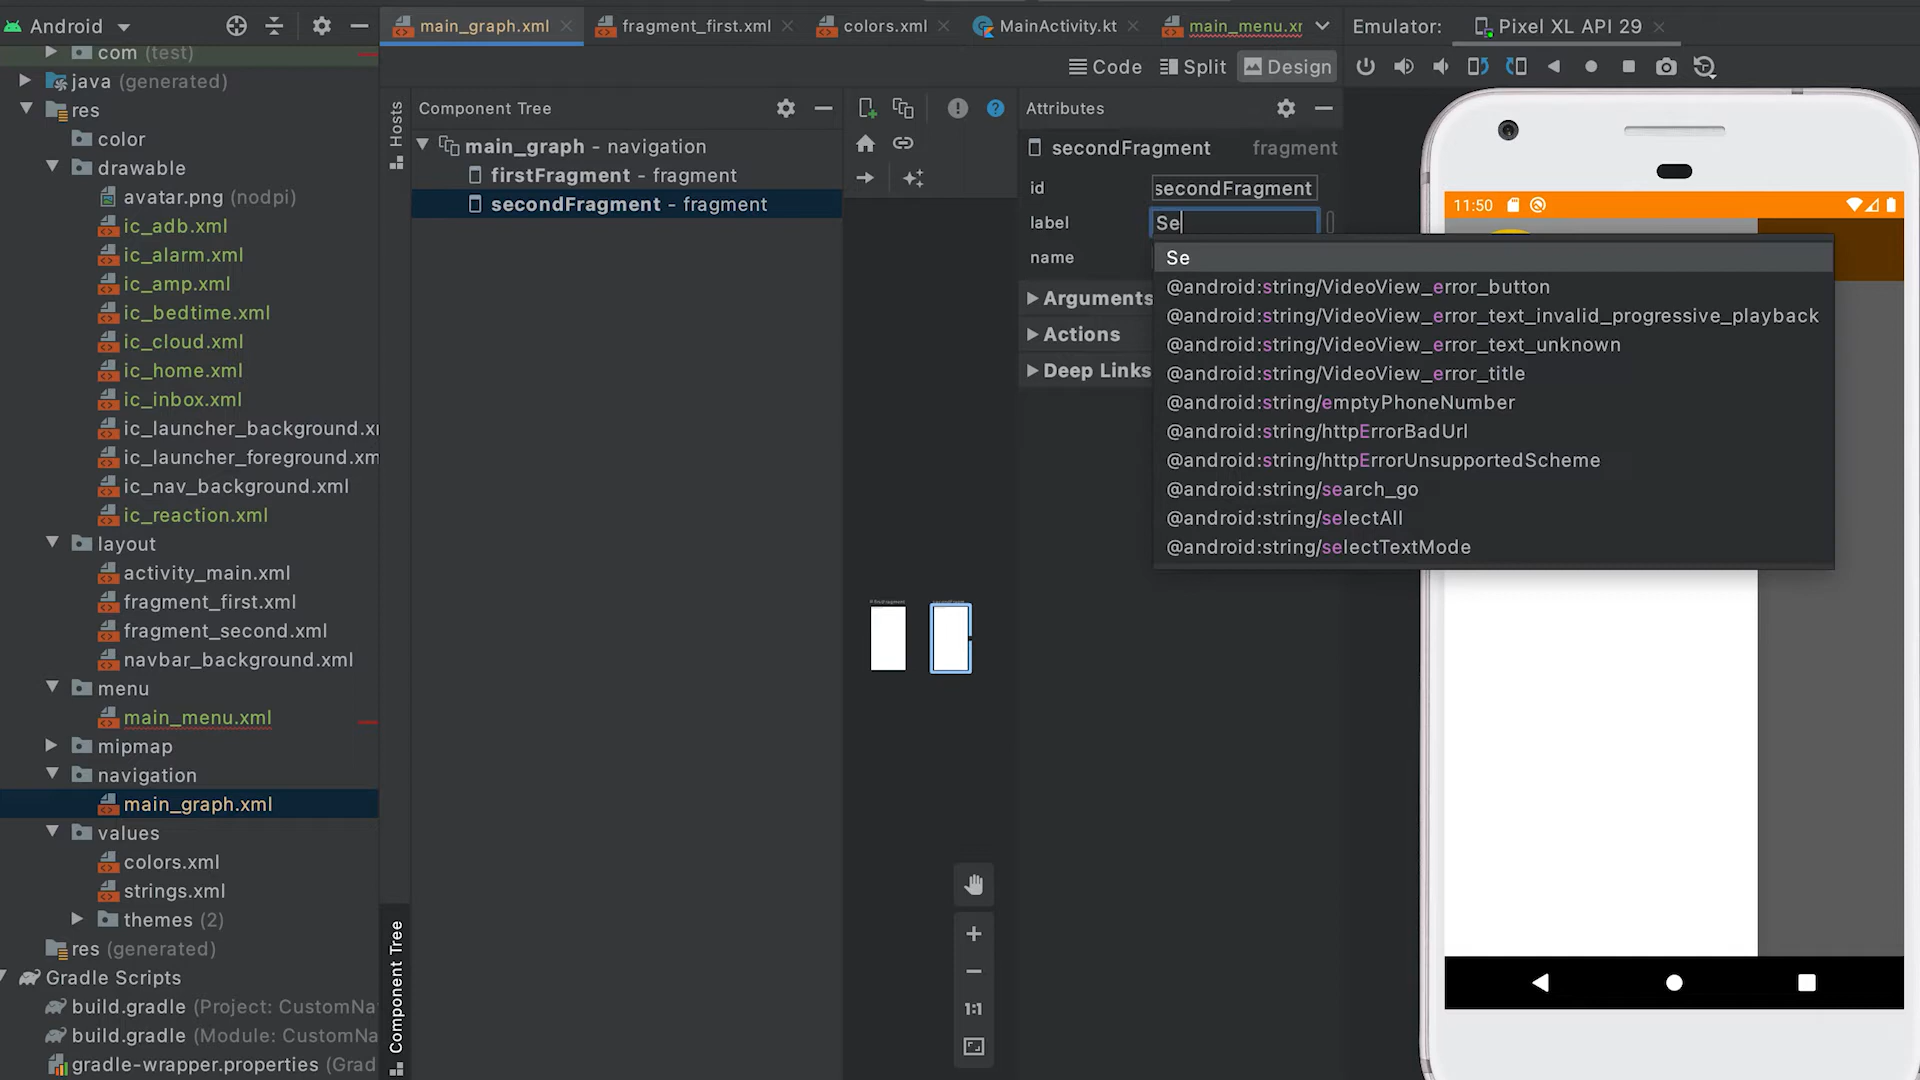 Android
com (test)
java (generated)
res
color
drawable
avatar.png (nodpi)
ic_adb.xml
ic_alarm.xml
ic_amp.xml
ic_bedtime.xml
ic_cloud.xml
ic_home.xml
ic_inbox.xml
ic_launcher_background.xm
ic_launcher_foreground.xm
ic_nav_background.xml
ic_reaction.xml
layout
activity_main.xml
fragment_first.xml
fragment_second.xml
navbar_background.xml
menu
main_menu.xml
mipmap
navigation
main_graph.xml
values
colors.xml
strings.xml
themes (2)
res (generated)
Gradle Scripts
build.gradle (Project: CustomNa
build.gradle (Module: CustomNa
gradle-wrapper.properties (Grad
main_graph.xml
fragment_first.xml
colors.xml
MainActivity.kt
main_menu.xr
Code
Split
Design
Hosts
Component Tree
Component Tree
main_graph - navigation
firstFragment - fragment
secondFragment - fragment
1:1
Attributes
secondFragment fragment
id secondFragment
label Se
name
Arguments
Actions
Deep Links
Se
@android:string/VideoView_error_button
@android:string/VideoView_error_text_invalid_progressive_playback
@android:string/VideoView_error_text_unknown
@android:string/VideoView_error_title
@android:string/emptyPhoneNumber
@android:string/httpErrorBadUrl
@android:string/httpErrorUnsupportedScheme
@android:string/search_go
@android:string/selectAll
@android:string/selectTextMode
Emulator: Pixel XL API 29
11:50